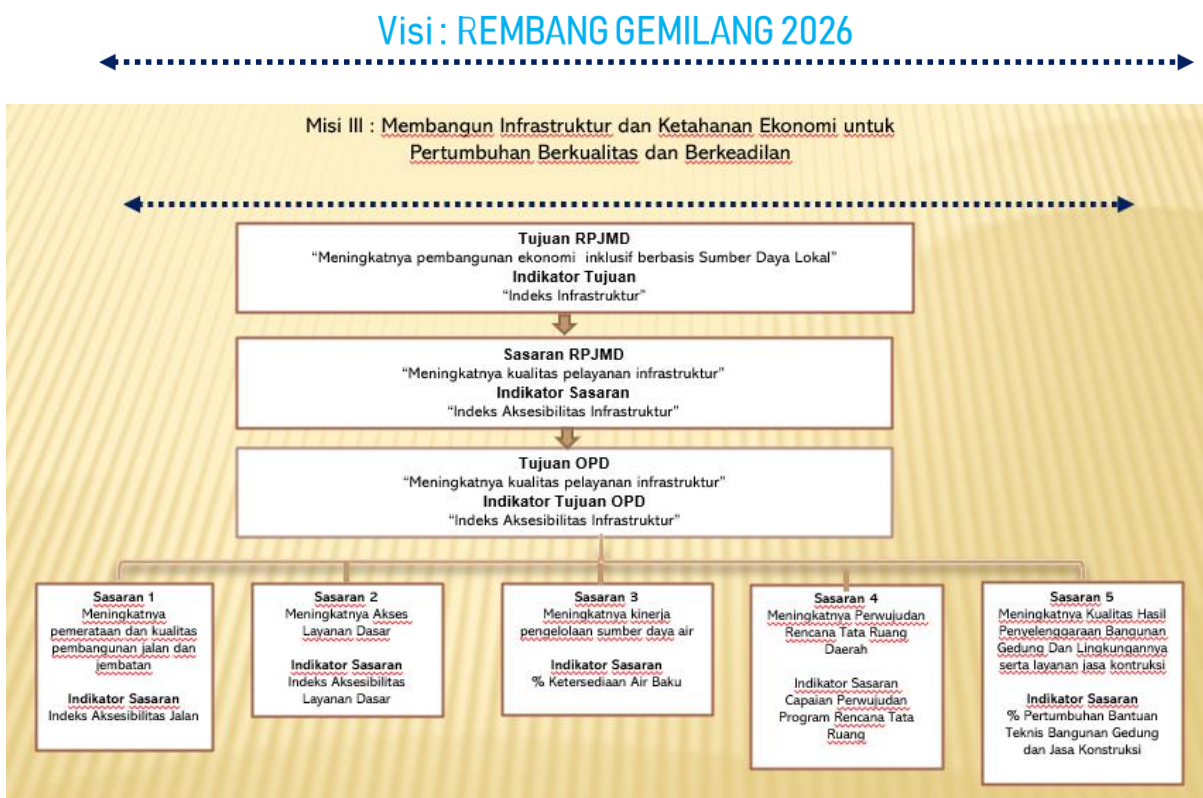 Visi : REMBANG GEMILANG 2026
Misi III : Membangun Infrastruktur dan Ketahanan Ekonomi untuk
Pertumbuhan Berkualitas dan Berkeadilan
Tujuan RPJMD
“Meningkatnya pembangunan ekonomi inklusif berbasis Sumber Daya Lokal”
Indikator Tujuan
“Indeks Infrastruktur”
Sasaran RPJMD
“Meningkatnya kualitas pelayanan infrastruktur”
Indikator Sasaran
“Indeks Aksesibilitas Infrastruktur”
Tujuan OPD
“Meningkatnya kualitas pelayanan infrastruktur”
Indikator Tujuan OPD
“Indeks Aksesibilitas Infrastruktur”
Sasaran 1
Meningkatnya
pemerataan dan kualitas
pembangunan jalan dan
jembatan
Indikator Sasaran
Indeks Aksesibilitas Jalan
Sasaran 2
Meningkatnya Akses
Layanan Dasar
Indikator Sasaran
Indeks Aksesibilitas
Layanan Dasar
Sasaran 3
Meningkatnya kinerja
pengelolaan sumber daya air
Indikator Sasaran
% Ketersediaan Air Baku
Sasaran 4
Meningkatnya Perwujudan
Rencana Tata Ruang
Daerah
Indikator Sasaran
Capaian Perwujudan
Program Rencana Tata
Ruang
Sasaran 5
Meningkatnya Kualitas Hasil
Penyelenggaraan Bangunan
Gedung Dan Lingkungannya
serta layanan jasa kontruksi
Indikator Sasaran
% Pertumbuhan Bantuan
Teknis Bangunan Gedung
dan Jasa Konstruksi